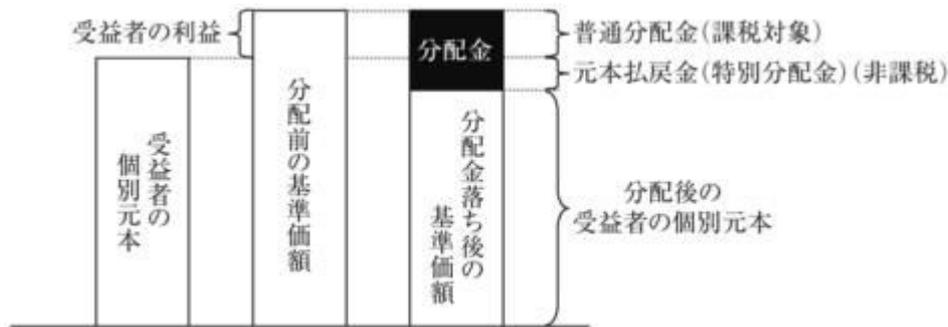 受益者の利益
受益者の
個別元本
分配前の基準価額
分配金
分配金落ち後の
基準価額
普通分配金(課税対象)
元本払戻金(特別分配金)(非課税)
分配後の
受益者の個別元本